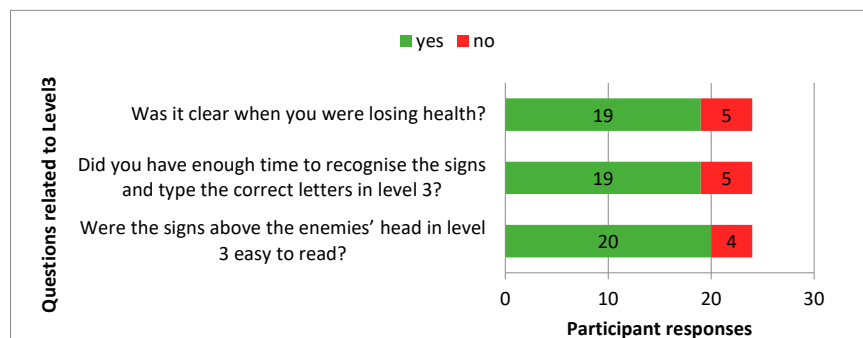 yes no
Questions related to Level3
Was it clear when you were losing health?
19 5
Did you have enough time to recognise the signs
and type the correct letters in level 3?
19 5
Were the signs above the enemies’ head in level
3 easy to read?
20 4
0 10 20 30
Participant responses